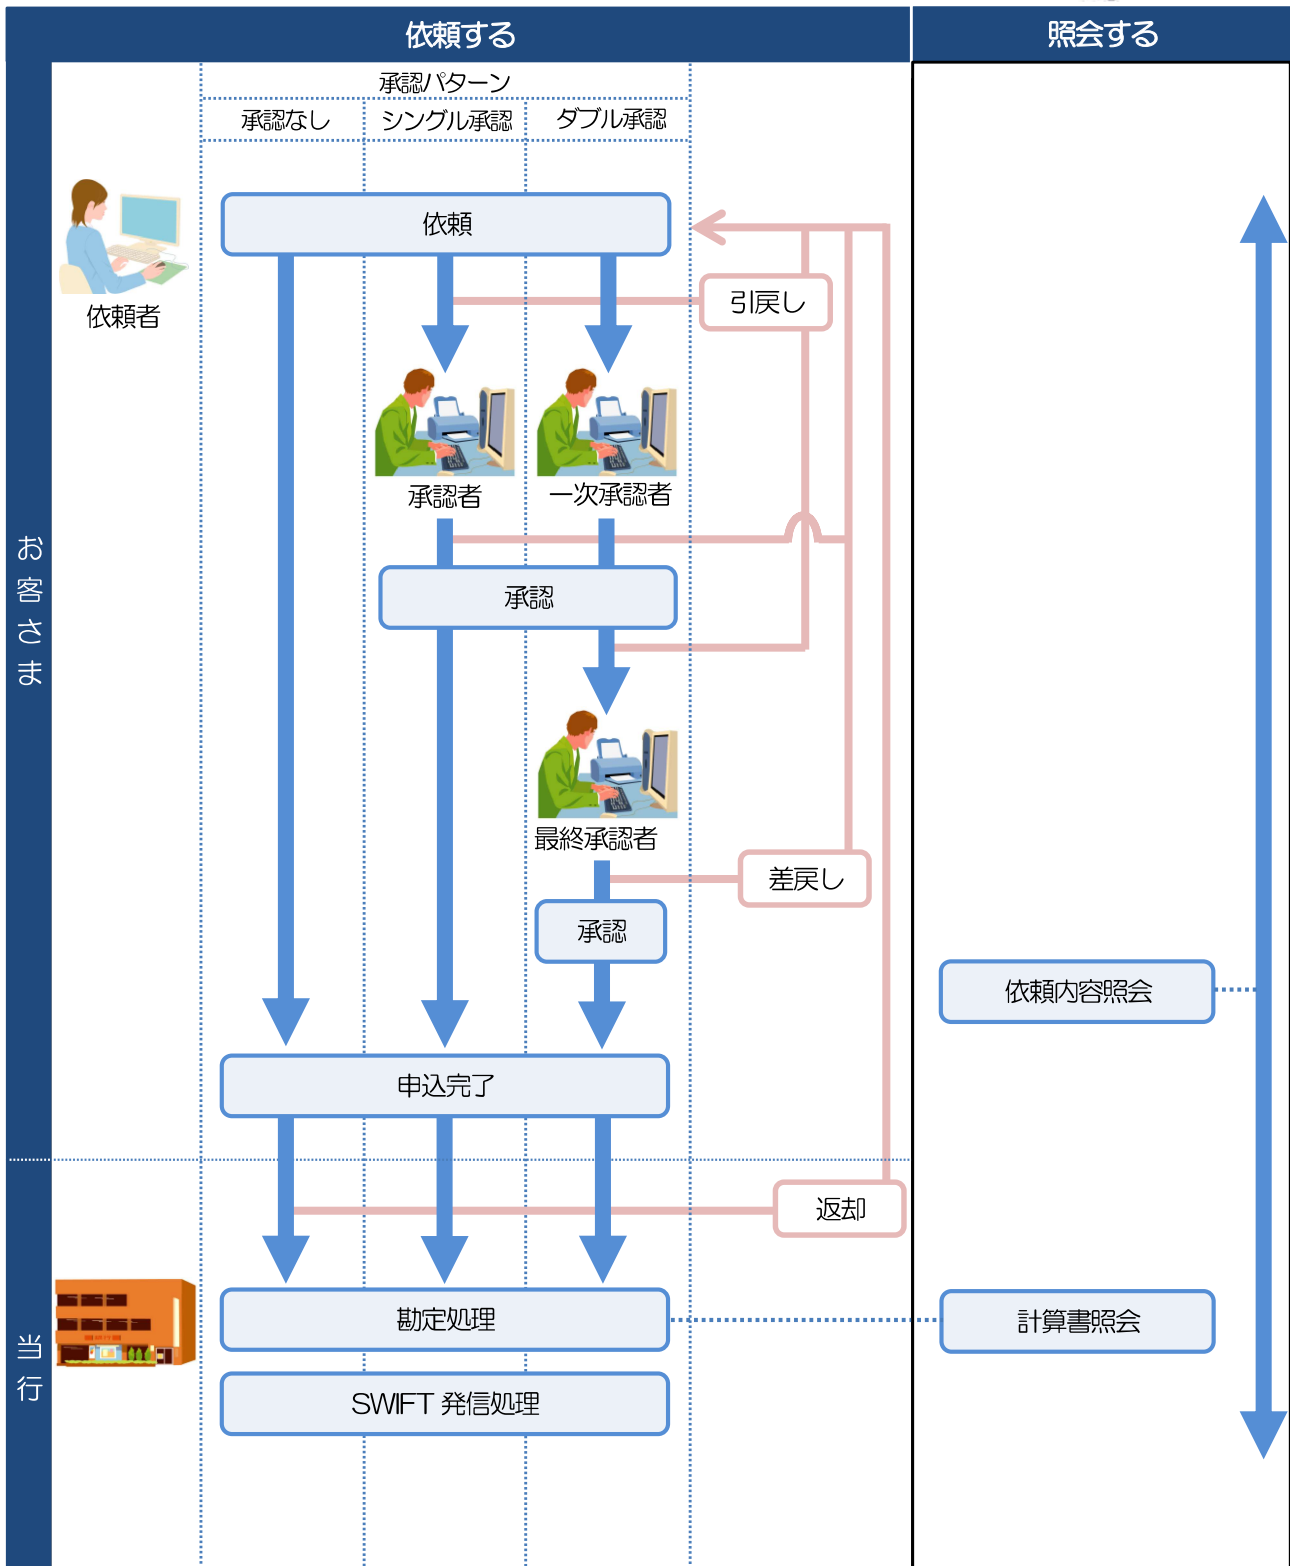 依頼する
照会する
承認パターン
承認なし
シングル承認
ダブル承認
依頼
依頼者
引戻し
承認者
一次承認者
お客さま
承認
最終承認者
差戻し
承認
依頼内容照会
申込完了
返却
当行
勘定処理
計算書照会
SWIFT 発信処理